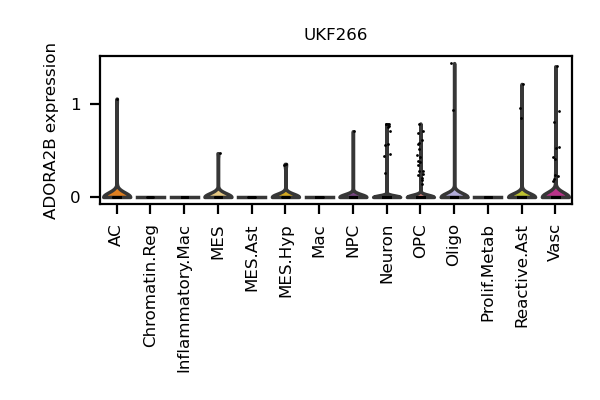 UKF266
ADORA2B expression
1
0
AC
Chromatin.Reg
Inflammatory.Mac
MES
MES.Ast
MES.Hyp
Mac
NPC
Neuron
OPC
Oligo
Prolif.Metab
Reactive.Ast
Vasc